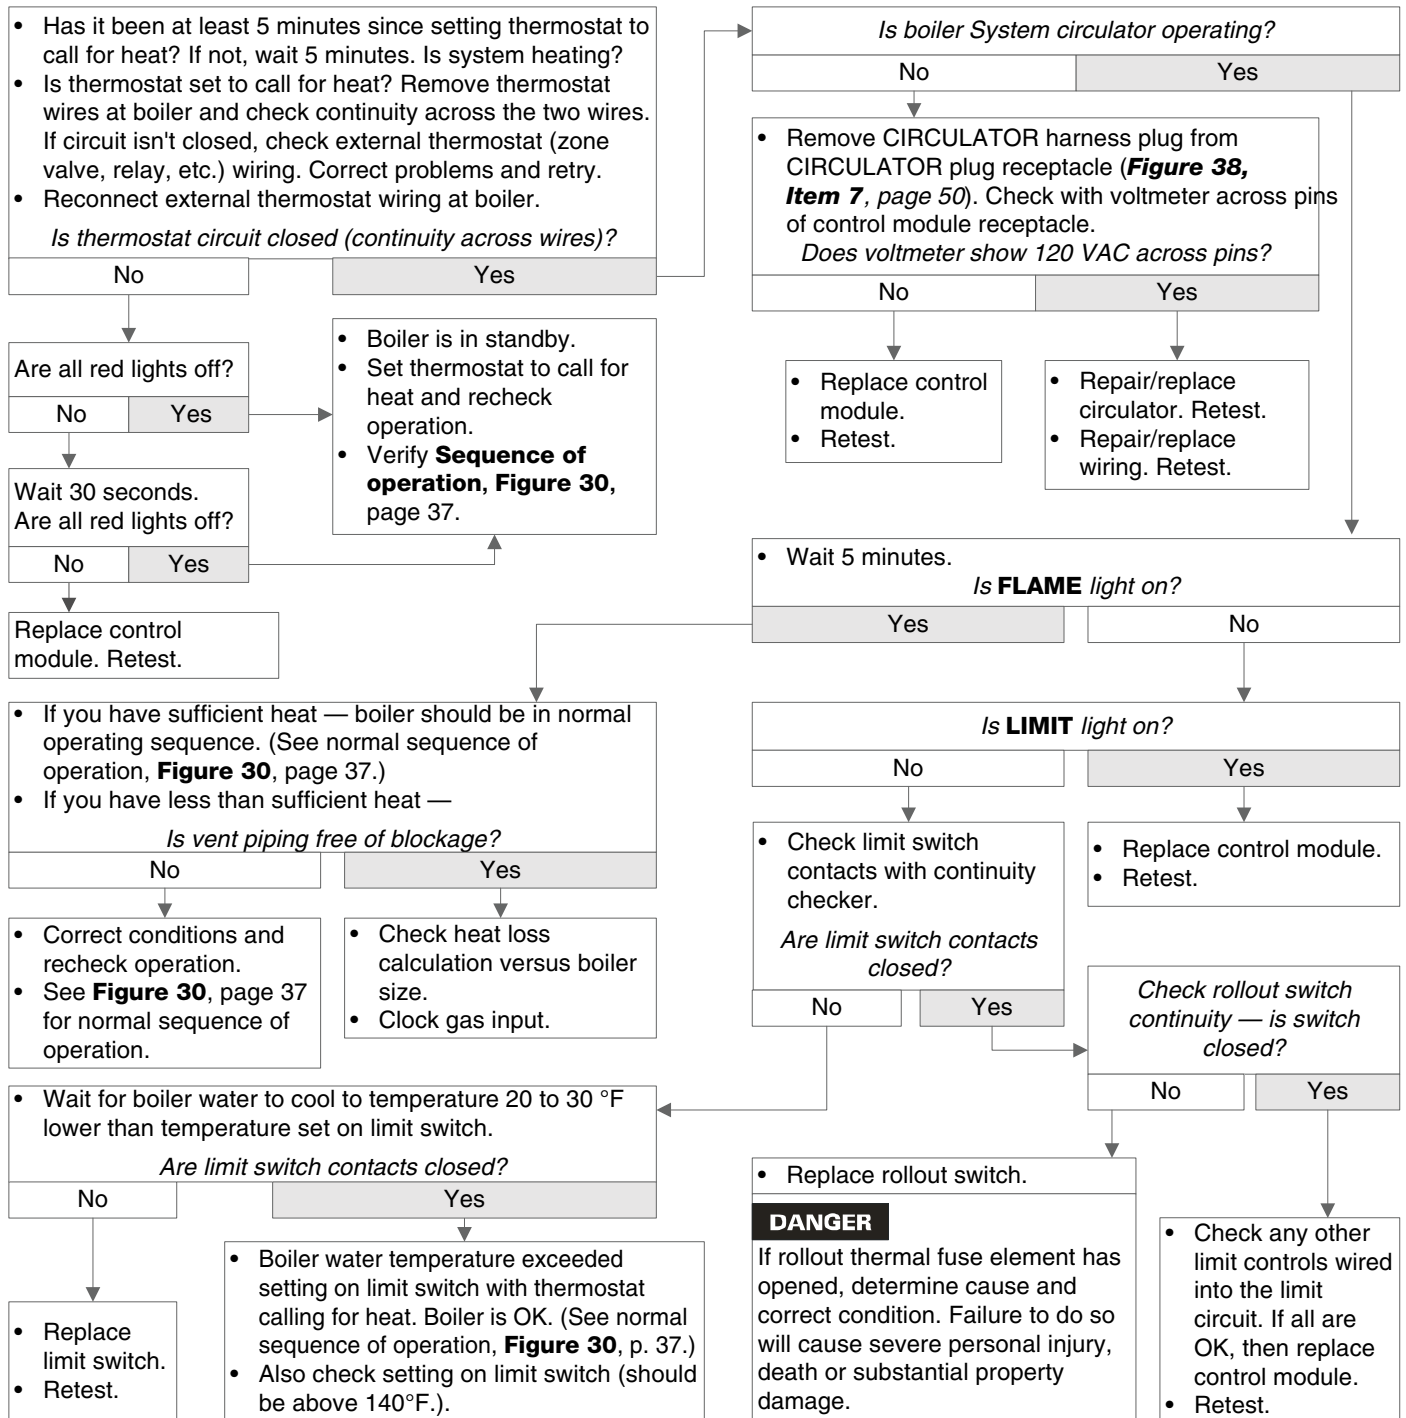 • Has it been at least 5 minutes since setting thermostat to
call for heat? If not, wait 5 minutes. Is system heating?
• Is thermostat set to call for heat? Remove thermostat
wires at boiler and check continuity across the two wires.
If circuit isn't closed, check external thermostat (zone
valve, relay, etc.) wiring. Correct problems and retry.
• Reconnect external thermostat wiring at boiler.
Is thermostat circuit closed (continuity across wires)?
No
Yes
Are all red lights off?
No
Yes
Wait 30 seconds.
Are all red lights off?
No
Yes
Replace control
module. Retest.
• Boiler is in standby.
• Set thermostat to call for
heat and recheck
operation.
• Verify Sequence of
operation, Figure 30,
page 37.
Is boiler System circulator operating?
No
Yes
• Remove CIRCULATOR harness plug from
CIRCULATOR plug receptacle (Figure 38,
Item 7, page 50). Check with voltmeter across pins
of control module receptacle.
Does voltmeter show 120 VAC across pins?
No
Yes
• Replace control
module.
• Retest.
• Repair/replace
circulator. Retest.
• Repair/replace
wiring. Retest.
• Wait 5 minutes.
Is FLAME light on?
Yes
No
• If you have sufficient heat — boiler should be in normal
operating sequence. (See normal sequence of
operation, Figure 30, page 37.)
• If you have less than sufficient heat —
Is vent piping free of blockage?
No
Yes
• Correct conditions and
recheck operation.
• See Figure 30, page 37
for normal sequence of
operation.
• Check heat loss
calculation versus boiler
size.
• Clock gas input.
Is LIMIT light on?
No
Yes
• Check limit switch
contacts with continuity
checker.
Are limit switch contacts
closed?
No
Yes
• Replace control module.
• Retest.
Check rollout switch
continuity — is switch
closed?
No
Yes
• Wait for boiler water to cool to temperature 20 to 30 °F
lower than temperature set on limit switch.
Are limit switch contacts closed?
No
Yes
• Replace
limit switch.
• Retest.
• Boiler water temperature exceeded
setting on limit switch with thermostat
calling for heat. Boiler is OK. (See normal
sequence of operation, Figure 30, p. 37.)
• Also check setting on limit switch (should
be above 140°F.).
• Replace rollout switch.
DANGER
If rollout thermal fuse element has
opened, determine cause and
correct condition. Failure to do so
will cause severe personal injury,
death or substantial property
damage.
• Check any other
limit controls wired
into the limit
circuit. If all are
OK, then replace
control module.
• Retest.